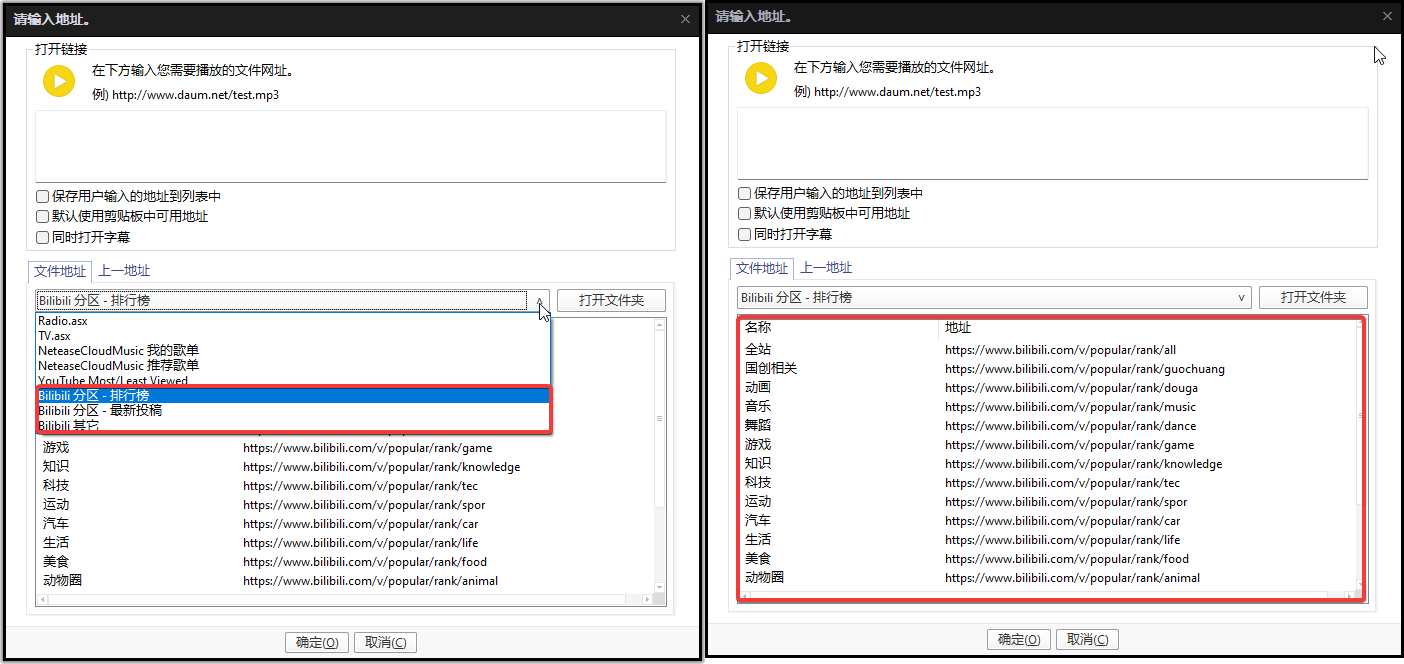 请输入地址。
打开链接
在下方输入您需要播放的文件网址。
例) http://www.daum.net/test.mp3
保存用户输入的地址到列表中
默认使用剪贴板中可用地址
同时打开字幕
文件地址 上一地址
Bilibili 分区 - 排行榜 打开文件夹
Radio.asx
TV.asx
NeteaseCloudMusic 我的歌单
NeteaseCloudMusic 推荐歌单
YouTube Most/Least Viewed
Bilibili 分区 - 排行榜
Bilibili 分区 - 最新投稿
Bilibili 其它
游戏 https://www.bilibili.com/v/popular/rank/game
知识 https://www.bilibili.com/v/popular/rank/knowledge
科技 https://www.bilibili.com/v/popular/rank/tec
运动 https://www.bilibili.com/v/popular/rank/spor
汽车 https://www.bilibili.com/v/popular/rank/car
生活 https://www.bilibili.com/v/popular/rank/life
美食 https://www.bilibili.com/v/popular/rank/food
动物圈 https://www.bilibili.com/v/popular/rank/animal
确定(O) 取消(C)
请输入地址。
打开链接
在下方输入您需要播放的文件网址。
例) http://www.daum.net/test.mp3
保存用户输入的地址到列表中
默认使用剪贴板中可用地址
同时打开字幕
文件地址 上一地址
Bilibili 分区 - 排行榜 打开文件夹
名称 地址
全站 https://www.bilibili.com/v/popular/rank/all
国创相关 https://www.bilibili.com/v/popular/rank/guochuang
动画 https://www.bilibili.com/v/popular/rank/douga
音乐 https://www.bilibili.com/v/popular/rank/music
舞蹈 https://www.bilibili.com/v/popular/rank/dance
游戏 https://www.bilibili.com/v/popular/rank/game
知识 https://www.bilibili.com/v/popular/rank/knowledge
科技 https://www.bilibili.com/v/popular/rank/tec
运动 https://www.bilibili.com/v/popular/rank/spor
汽车 https://www.bilibili.com/v/popular/rank/car
生活 https://www.bilibili.com/v/popular/rank/life
美食 https://www.bilibili.com/v/popular/rank/food
动物圈 https://www.bilibili.com/v/popular/rank/animal
确定(O) 取消(C)